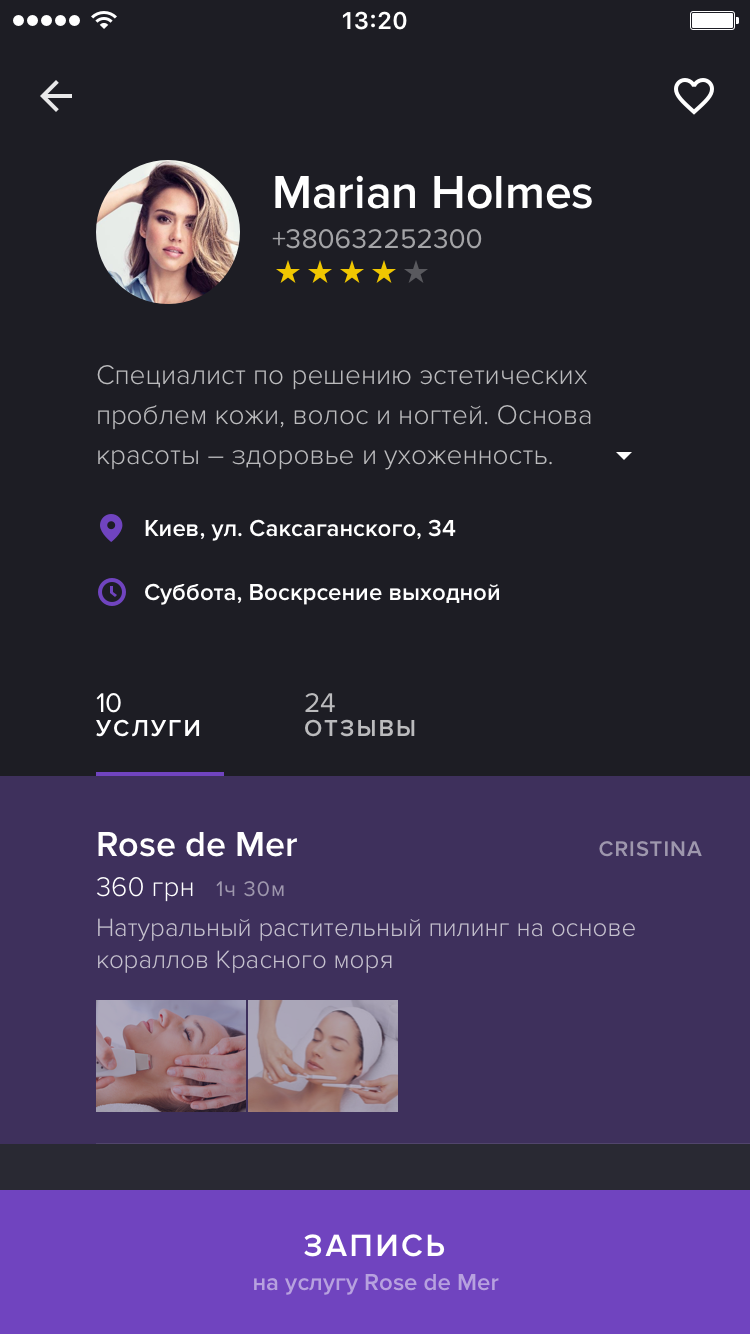 13:20
Marian Holmes
+380632252300
Специалист по решению эстетических
проблем кожи, волос и ногтей. Основа
красоты – здоровье и ухоженность.
Киев, ул. Саксаганского, 34
Суббота, Воскрсение выходной
10
УСЛУГИ
24
ОТЗЫВЫ
Rose de Mer
CRISTINA
360 грн 1ч 30м
Натуральный растительный пилинг на основе
кораллов Красного моря
ЗАПИСЬ
на услугу Rose de Mer